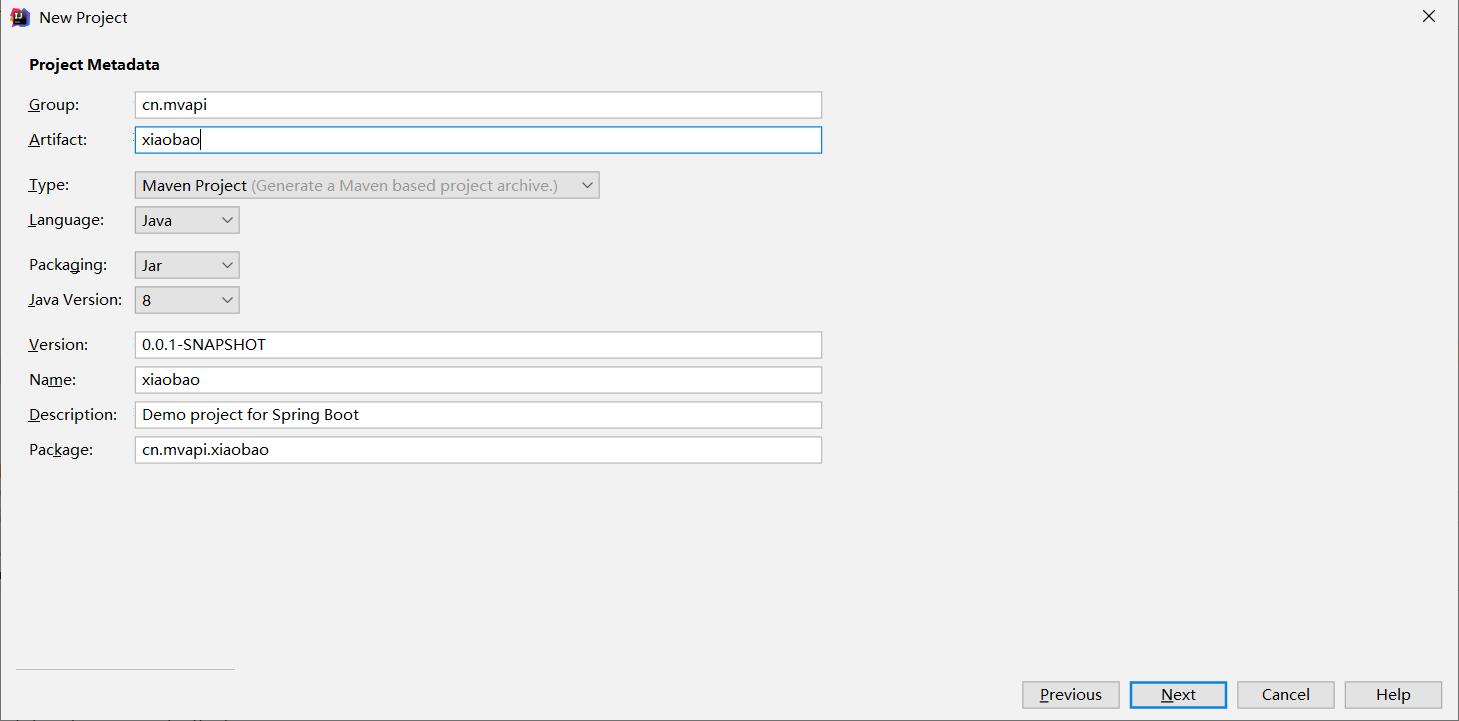 New Project
Project Metadata
Group: cn.mvapi
Artifact: xiaobao
Type: Maven Project (Generate a Maven based project archive.)
Language: Java
Packaging: Jar
Java Version: 8
Version: 0.0.1-SNAPSHOT
Name: xiaobao
Description: Demo project for Spring Boot
Package: cn.mvapi.xiaobao
Previous Next Cancel Help